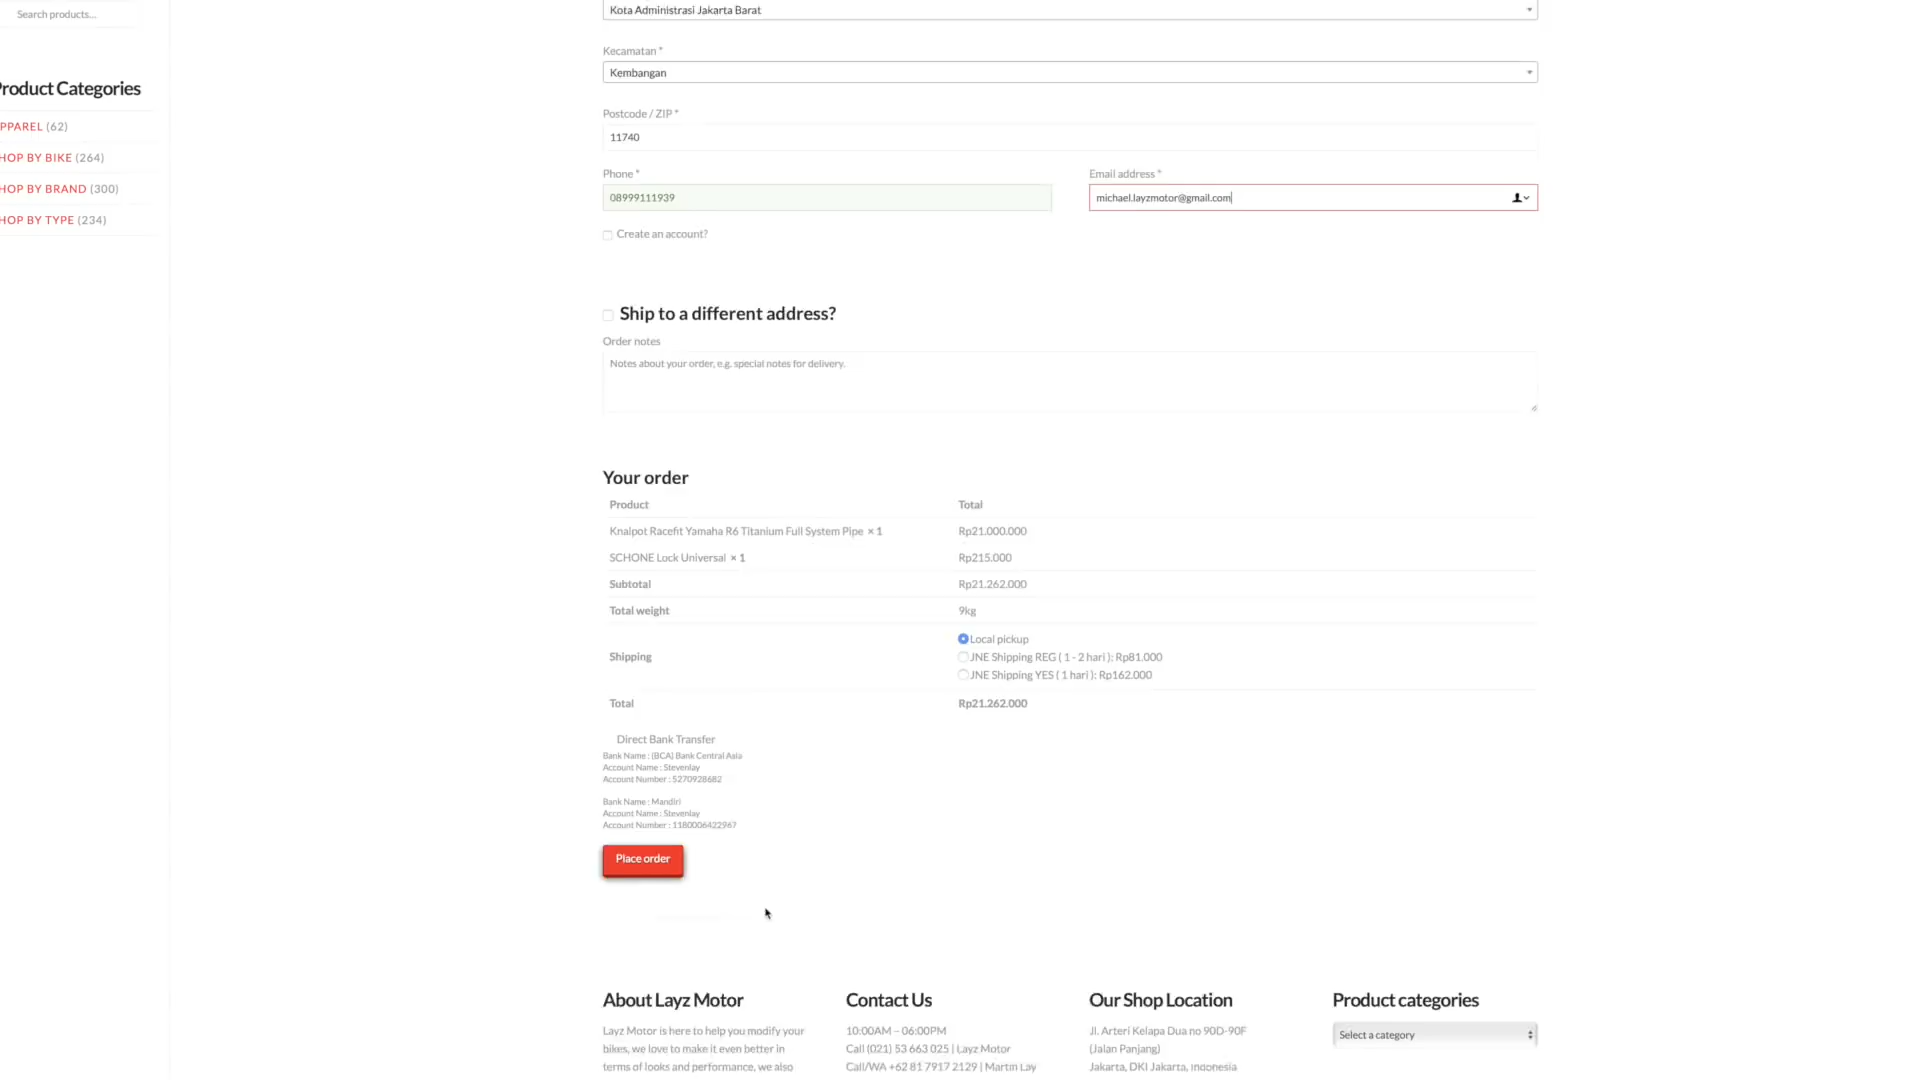 Search products...
Product Categories
PPAREL (62)
HOP BY BIKE (264)
HOP BY BRAND (300)
HOP BY TYPE (234)
Kota Administrasi Jakarta Barat
Kecamatan *
Kembangan
Postcode / ZIP *
11740
Phone *
Email address *
08999111939
michael.layzmotor@gmail.com
Create an account?
Ship to a different address?
Order notes
Notes about your order, e.g. special notes for delivery.
Your order
Product Total
Knalpot Racefit Yamaha R6 Titanium Full System Pipe × 1 Rp21.000.000
SCHONE Lock Universal × 1 Rp215.000
Subtotal Rp21.262.000
Total weight 9kg
Shipping
Local pickup
JNE Shipping REG ( 1 - 2 hari ): Rp81.000
JNE Shipping YES ( 1 hari ): Rp162.000
Total Rp21.262.000
Direct Bank Transfer
Bank Name : (BCA) Bank Central Asia
Account Name : Stevenlay
Account Number : 5270928682
Bank Name : Mandiri
Account Name : Stevenlay
Account Number : 1180006422967
Place order
About Layz Motor
Layz Motor is here to help you modify your
bikes, we love to make it even better in
terms of looks and performance, we also
Contact Us
10:00AM – 06:00PM
Call (021) 53 663 025 | Layz Motor
Call/WA +62 81 7917 2129 | Martin Lay
Our Shop Location
Jl. Arteri Kelapa Dua no 90D-90F
(Jalan Panjang)
Jakarta, DKI Jakarta, Indonesia
Product categories
Select a category